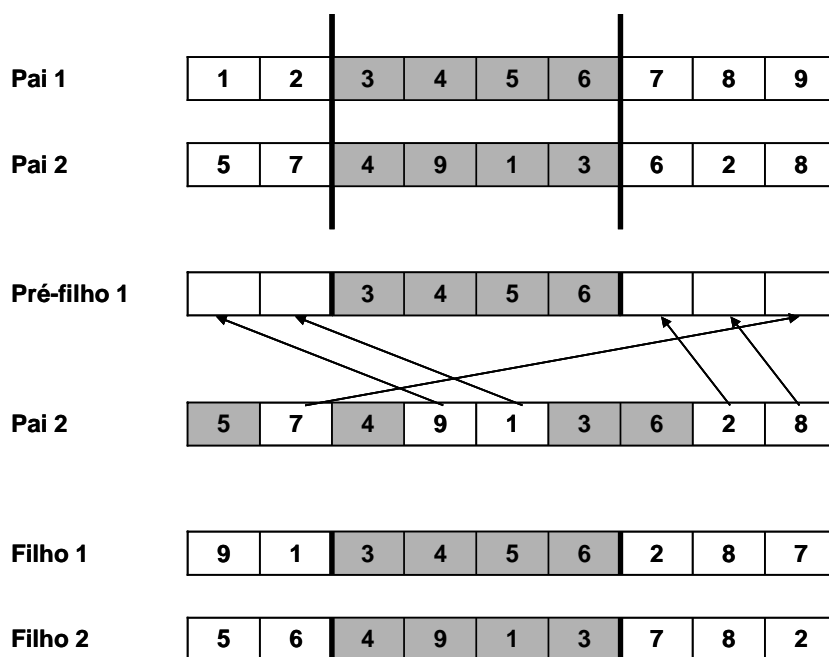 Pai 1 1 2 3 4 5 6 7 8 9
Pai 2 5 7 4 9 1 3 6 2 8
Pré-filho 1 3 4 5 6
Pai 2 5 7 4 9 1 3 6 2 8
Filho 1 9 1 3 4 5 6 2 8 7
Filho 2 5 6 4 9 1 3 7 8 2